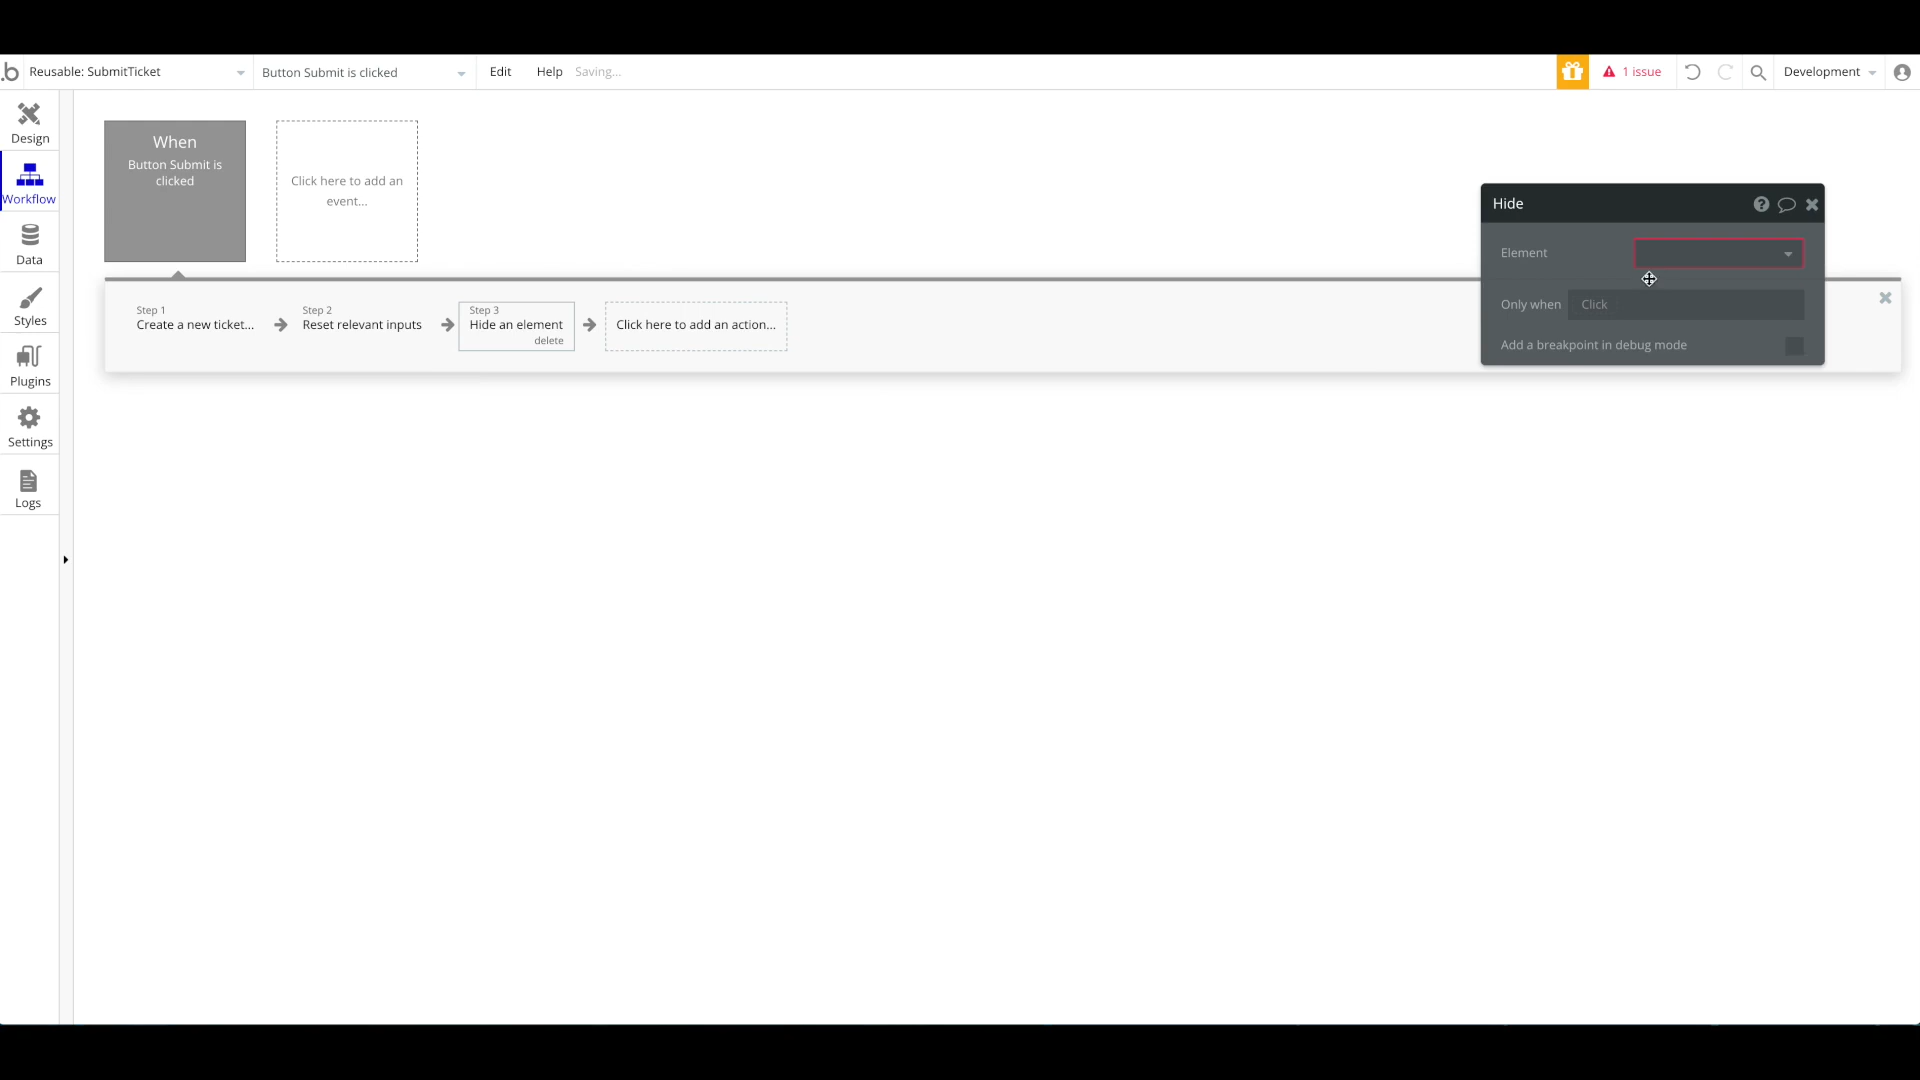 Reusable: SubmitTicket
Button Submit is clicked
Edit
Help
Saving...
1 issue
Development
Design
Workflow
Data
Styles
Plugins
Settings
Logs
When
Button Submit is
clicked
Click here to add an
event...
Step 1
Create a new ticket...
Step 2
Reset relevant inputs
Step 3
Hide an element
delete
Click here to add an action...
Hide
Element
Only when
Click
Add a breakpoint in debug mode